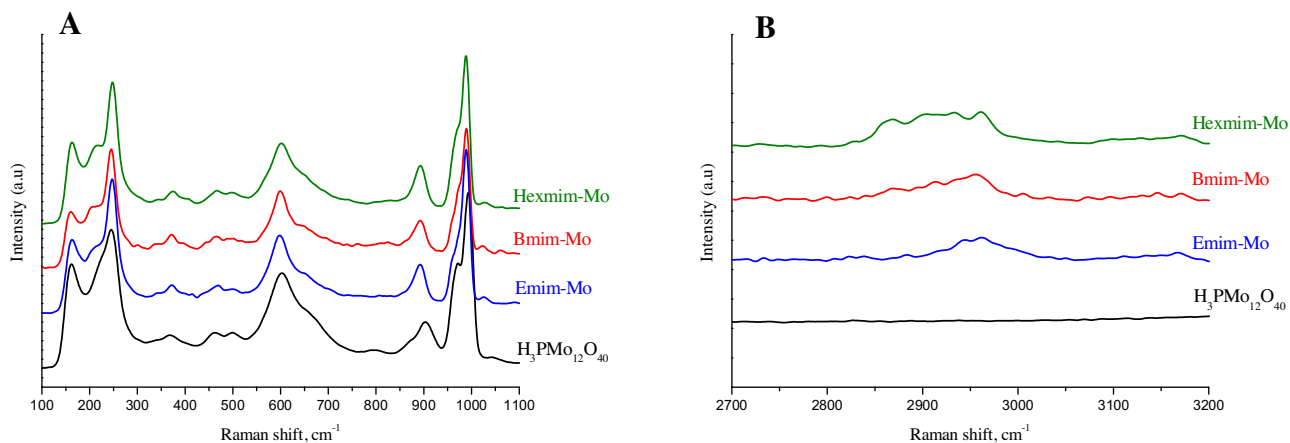 A
Intensity (a.u)
Hexmim-Mo
Bmim-Mo
Emim-Mo
H₃PMo₁₂O₄₀
100 200 300 400 500 600 700 800 900 1000 1100
Raman shift, cm⁻¹
B
Intensity (a.u)
Hexmim-Mo
Bmim-Mo
Emim-Mo
H₃PMo₁₂O₄₀
2700 2800 2900 3000 3100 3200
Raman shift, cm⁻¹